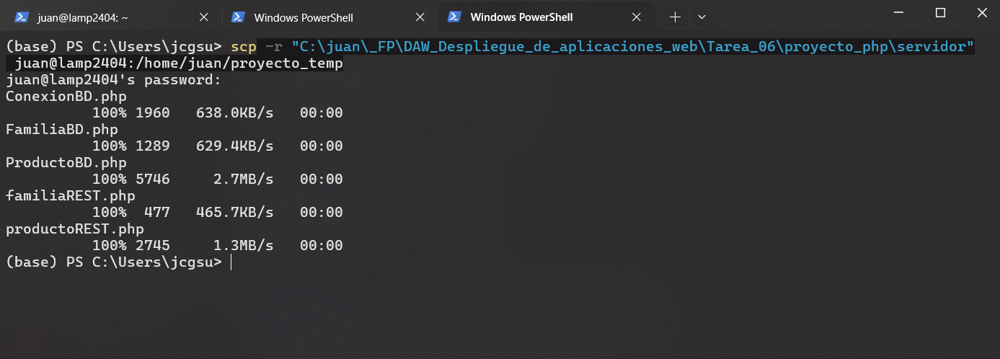 juan@lamp2404: ~ Windows PowerShell Windows PowerShell
(base) PS C:\Users\jcgsu> scp -r "C:\juan\_FP\DAW_Despliegue_de_aplicaciones_web\Tarea_06\proyecto_php\servidor"
juan@lamp2404:/home/juan/proyecto_temp
juan@lamp2404's password:
ConexionBD.php
100% 1960 638.0KB/s 00:00
FamiliaBD.php
100% 1289 629.4KB/s 00:00
ProductoBD.php
100% 5746 2.7MB/s 00:00
familiaREST.php
100% 477 465.7KB/s 00:00
productoREST.php
100% 2745 1.3MB/s 00:00
(base) PS C:\Users\jcgsu>